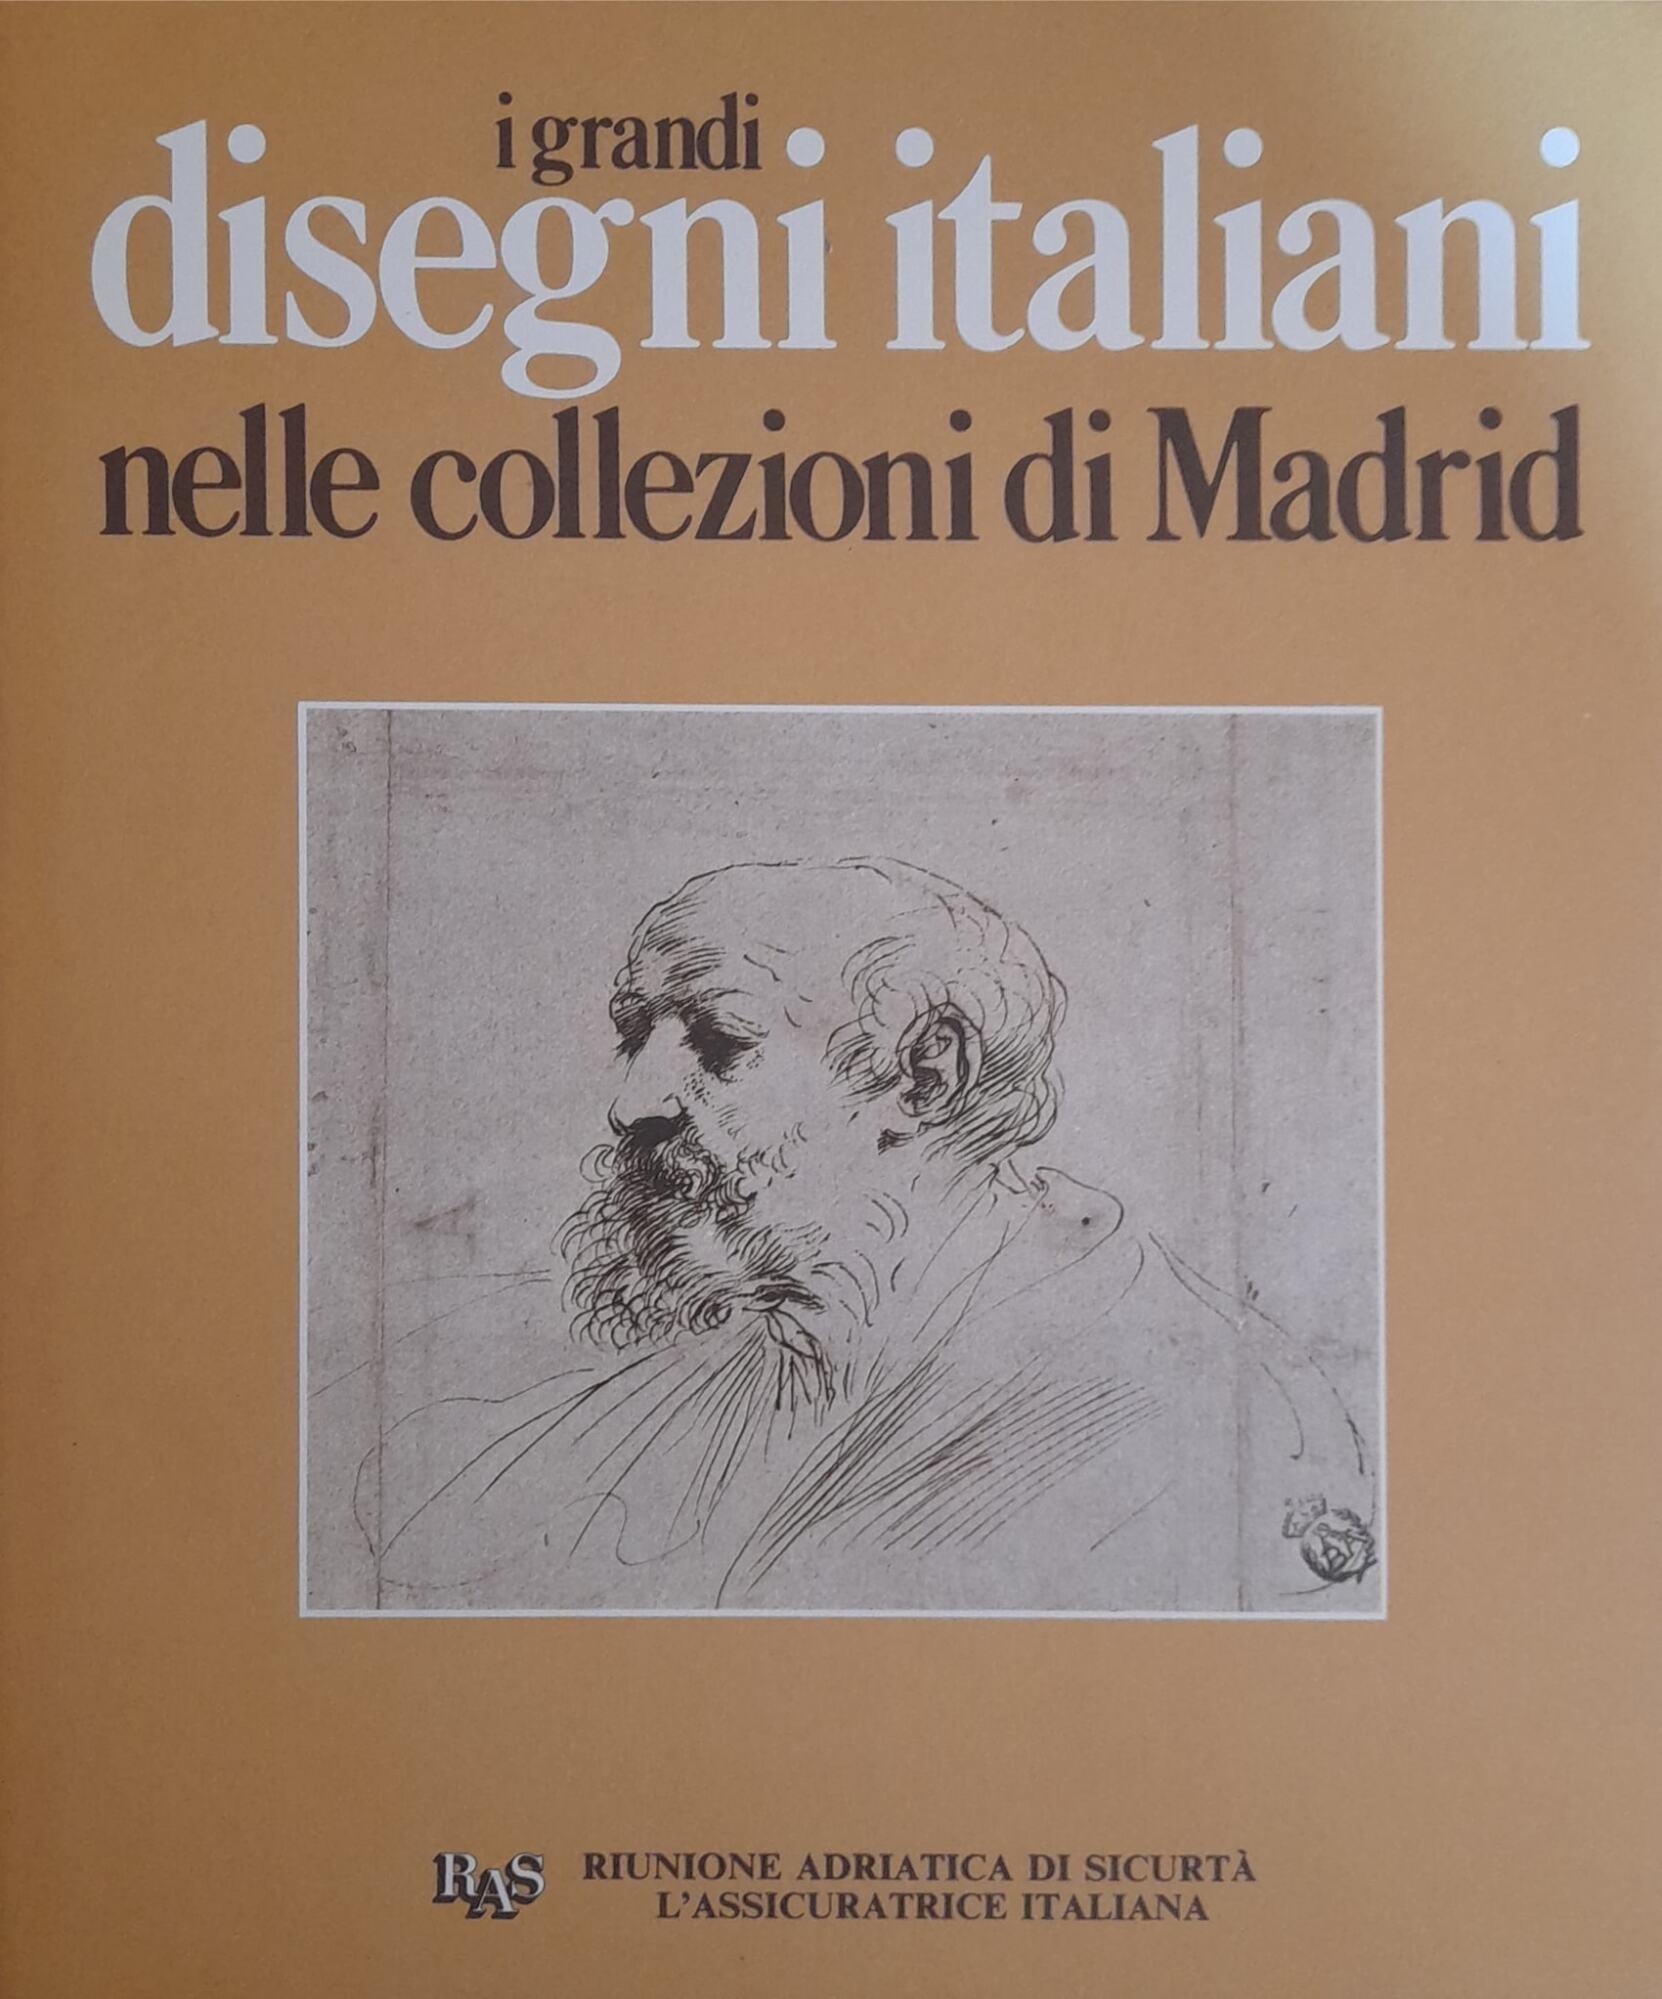 i grandi
disegni italiani
nelle collezioni di Madrid
RAS RIUNIONE ADRIATICA DI SICURTÀ
L'ASSICURATRICE ITALIANA